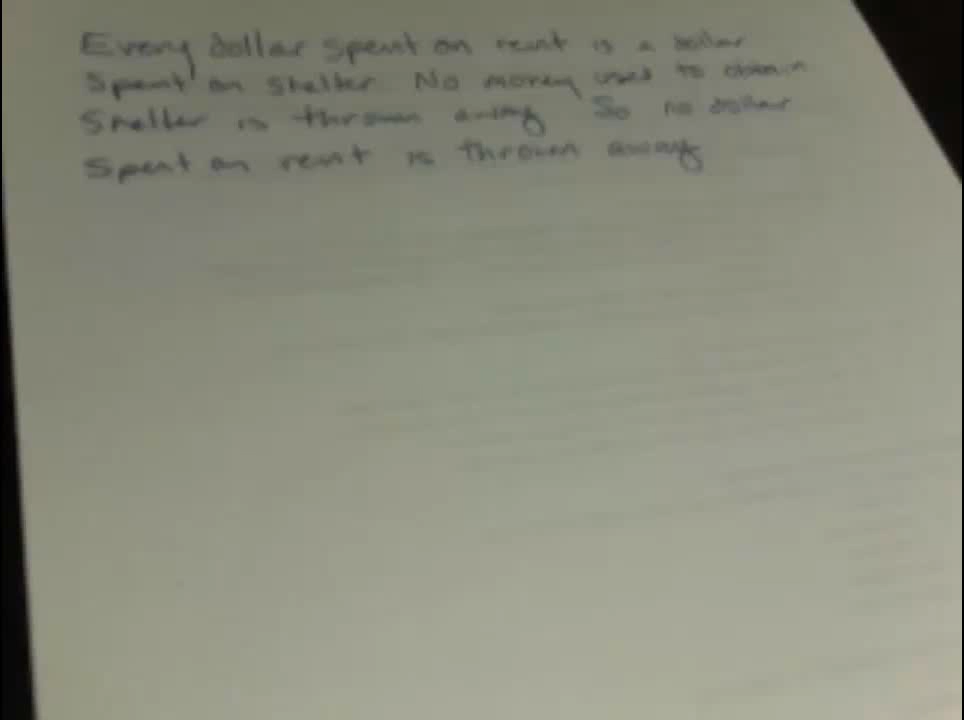 Every dollar spent on rent is a dollar
spent on shelter. No money used to obtain
shelter is thrown away. So no dollar
spent on rent is thrown away